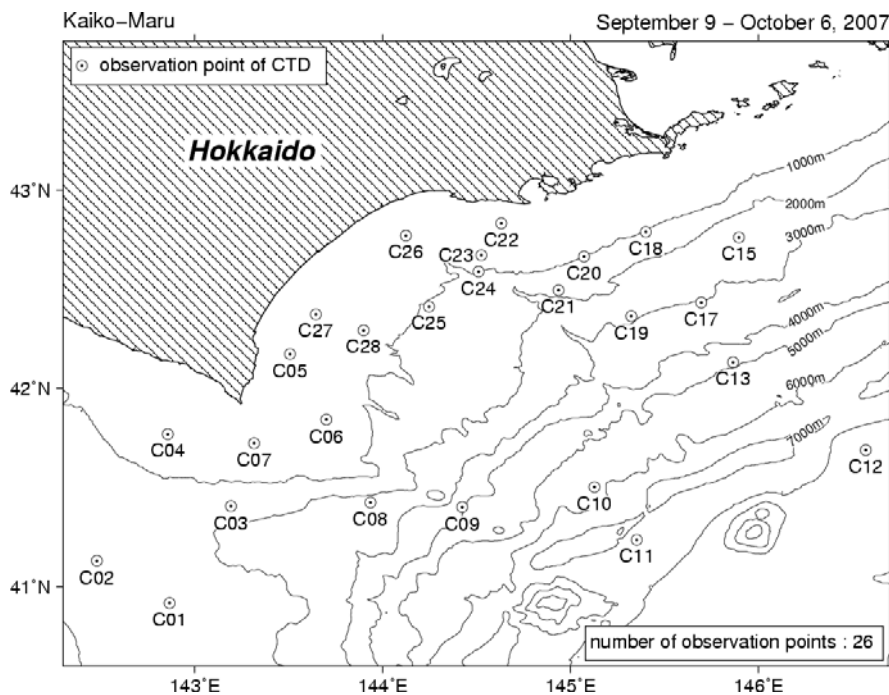 Kaiko-Maru September 9 – October 6, 2007
observation point of CTD
Hokkaido
1000m
2000m
3000m
4000m
5000m
6000m
7000m
43˚N
42˚N
41˚N
C22
C26
C23
C18
C15
C20
C24
C21
C25
C17
C19
C27
C28
C05
C13
C06
C04
C07
C12
C10
C08
C03
C09
C11
C02
C01
number of observation points : 26
143˚E 144˚E 145˚E 146˚E